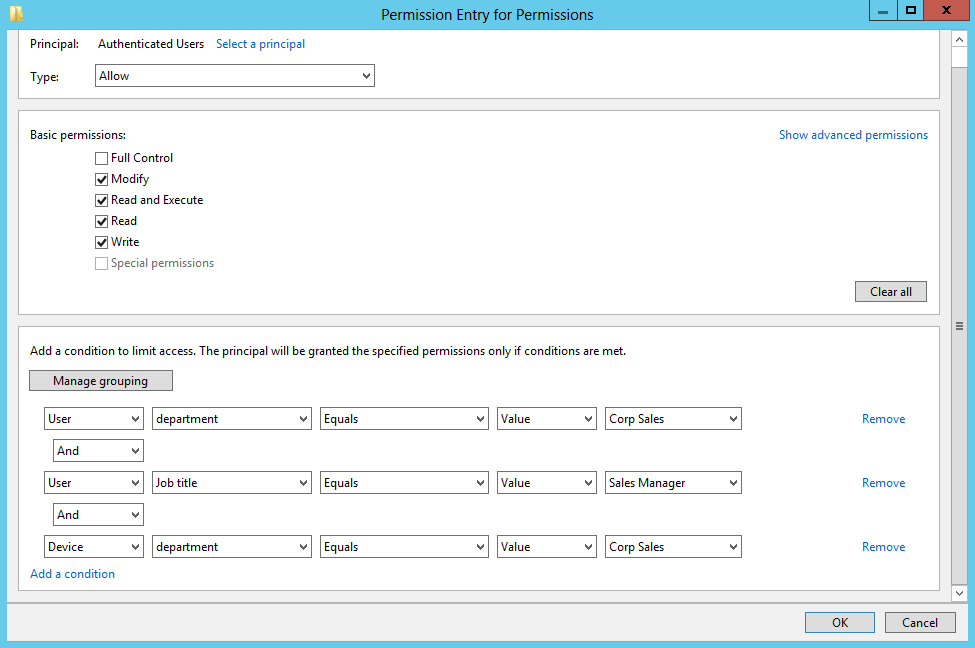 Permission Entry for Permissions
Principal: Authenticated Users Select a principal
Type: Allow
Basic permissions: Show advanced permissions
Full Control
Modify
Read and Execute
Read
Write
Special permissions
Clear all
Add a condition to limit access. The principal will be granted the specified permissions only if conditions are met.
Manage grouping
User department Equals Value Corp Sales Remove
And
User Job title Equals Value Sales Manager Remove
And
Device department Equals Value Corp Sales Remove
Add a condition
OK Cancel